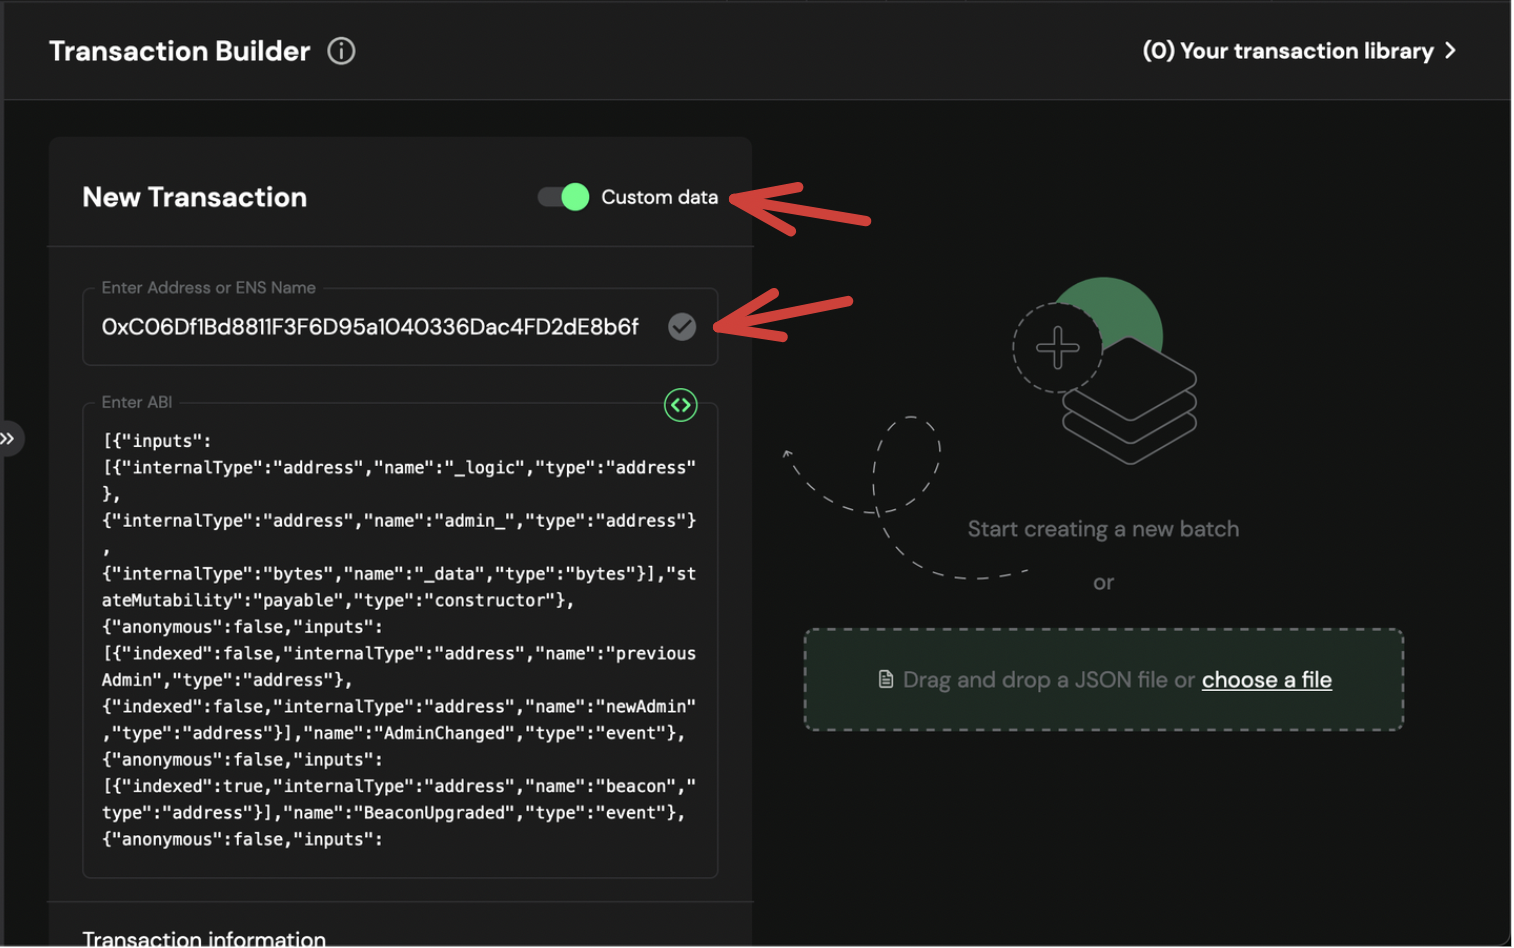 Transaction Builder
(0) Your transaction library
New Transaction
Custom data
Enter Address or ENS Name
0xC06Df1Bd8811F3F6D95a1040336Dac4FD2dE8b6f
Enter ABI
[{"inputs":
[{"internalType":"address","name":"_logic","type":"address"
},
{"internalType":"address","name":"admin_","type":"address"}
,
{"internalType":"bytes","name":"_data","type":"bytes"}],"st
ateMutability":"payable","type":"constructor"},
{"anonymous":false,"inputs":
[{"indexed":false,"internalType":"address","name":"previous
Admin","type":"address"},
{"indexed":false,"internalType":"address","name":"newAdmin"
,"type":"address"}],"name":"AdminChanged","type":"event"},
{"anonymous":false,"inputs":
[{"indexed":true,"internalType":"address","name":"beacon","
type":"address"}],"name":"BeaconUpgraded","type":"event"},
{"anonymous":false,"inputs":
Transaction information
Start creating a new batch
or
Drag and drop a JSON file or choose a file